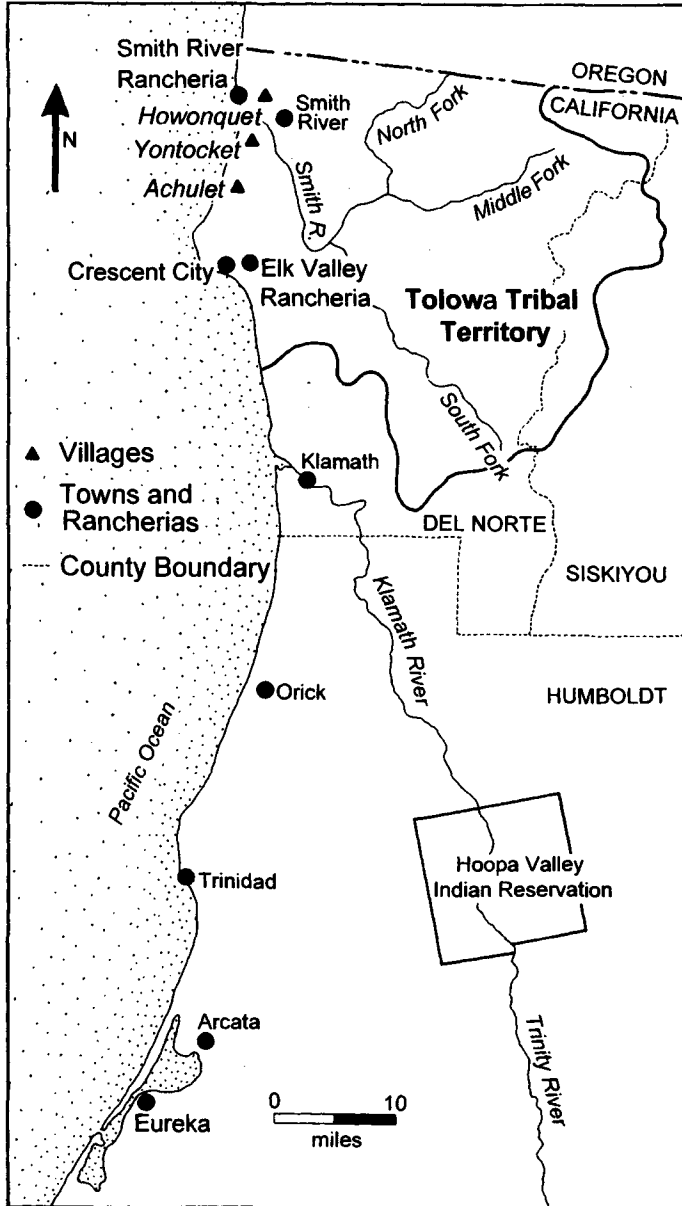 Smith River
Rancheria
OREGON
CALIFORNIA
N
Howonquet
Smith
River
North Fork
Yontocket
Achulet
Smith R.
Middle Fork
Crescent City
Elk Valley
Rancheria
Tolowa Tribal
Territory
South Fork
Villages
Towns and
Rancherias
County Boundary
Klamath
DEL NORTE
SISKIYOU
Klamath River
HUMBOLDT
Orick
Pacific Ocean
Hoopa Valley
Indian Reservation
Trinidad
Trinity River
Arcata
Eureka
0 10
miles